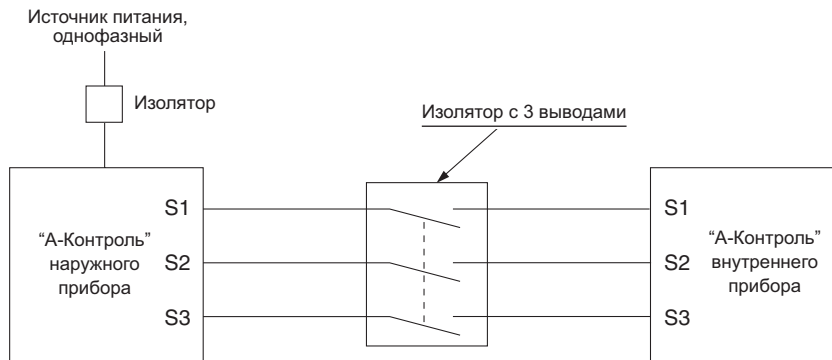 Источник питания,
однофазный
Изолятор
Изолятор с 3 выводами
S1
S2
S3
“А-Контроль”
наружного
прибора
S1
S2
S3
“А-Контроль”
внутреннего
прибора